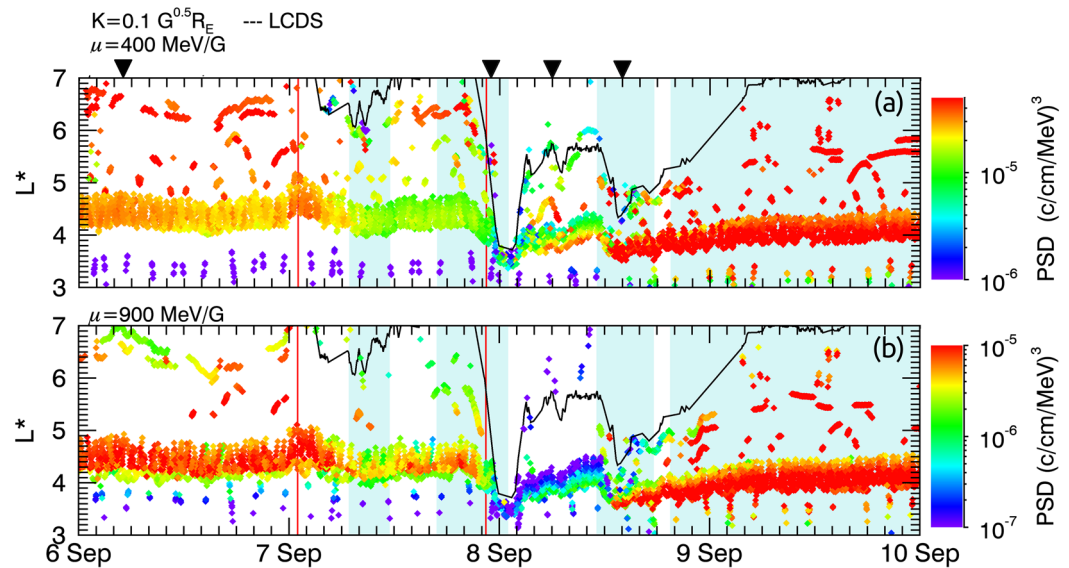 K=0.1 G^0.5 R_E --- LCDS
μ=400 MeV/G
7
6
5
4
3
L*
(a)
10^-5
10^-6
PSD (c/cm/MeV)^3
μ=900 MeV/G
7
6
5
4
3
L*
(b)
10^-5
10^-6
10^-7
PSD (c/cm/MeV)^3
6 Sep 7 Sep 8 Sep 9 Sep 10 Sep